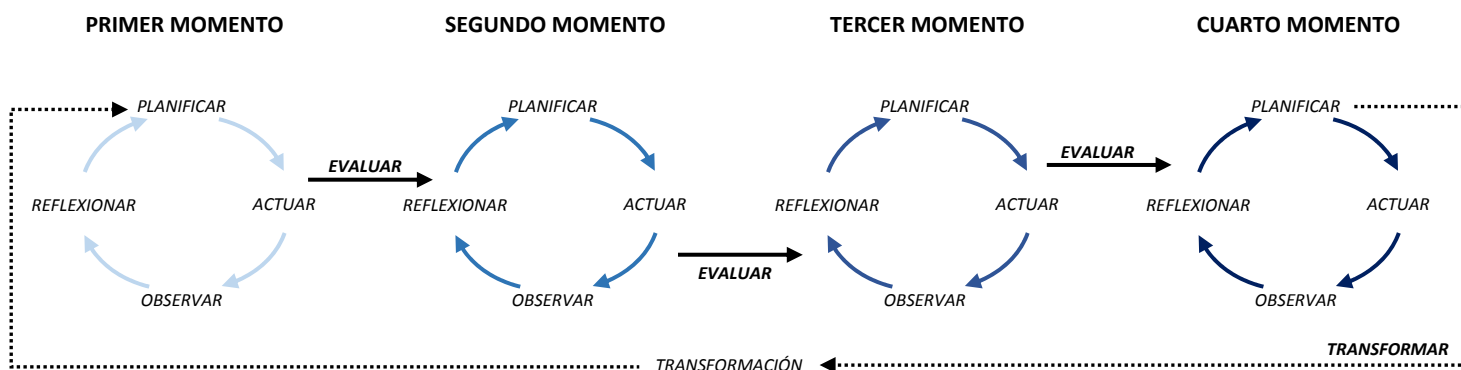 PRIMER MOMENTO
SEGUNDO MOMENTO
TERCER MOMENTO
CUARTO MOMENTO
PLANIFICAR
ACTUAR
OBSERVAR
REFLEXIONAR
EVALUAR
PLANIFICAR
ACTUAR
OBSERVAR
REFLEXIONAR
EVALUAR
PLANIFICAR
ACTUAR
OBSERVAR
REFLEXIONAR
EVALUAR
PLANIFICAR
ACTUAR
OBSERVAR
REFLEXIONAR
TRANSFORMAR
TRANSFORMACIÓN